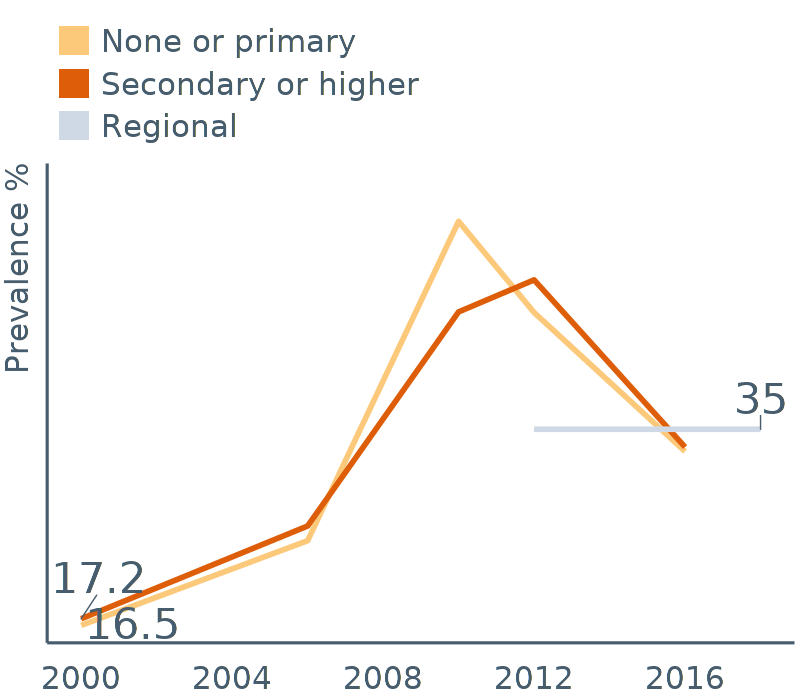 None or primary
Secondary or higher
Regional
Prevalence %
35
17.2
16.5
2000 2004 2008 2012 2016